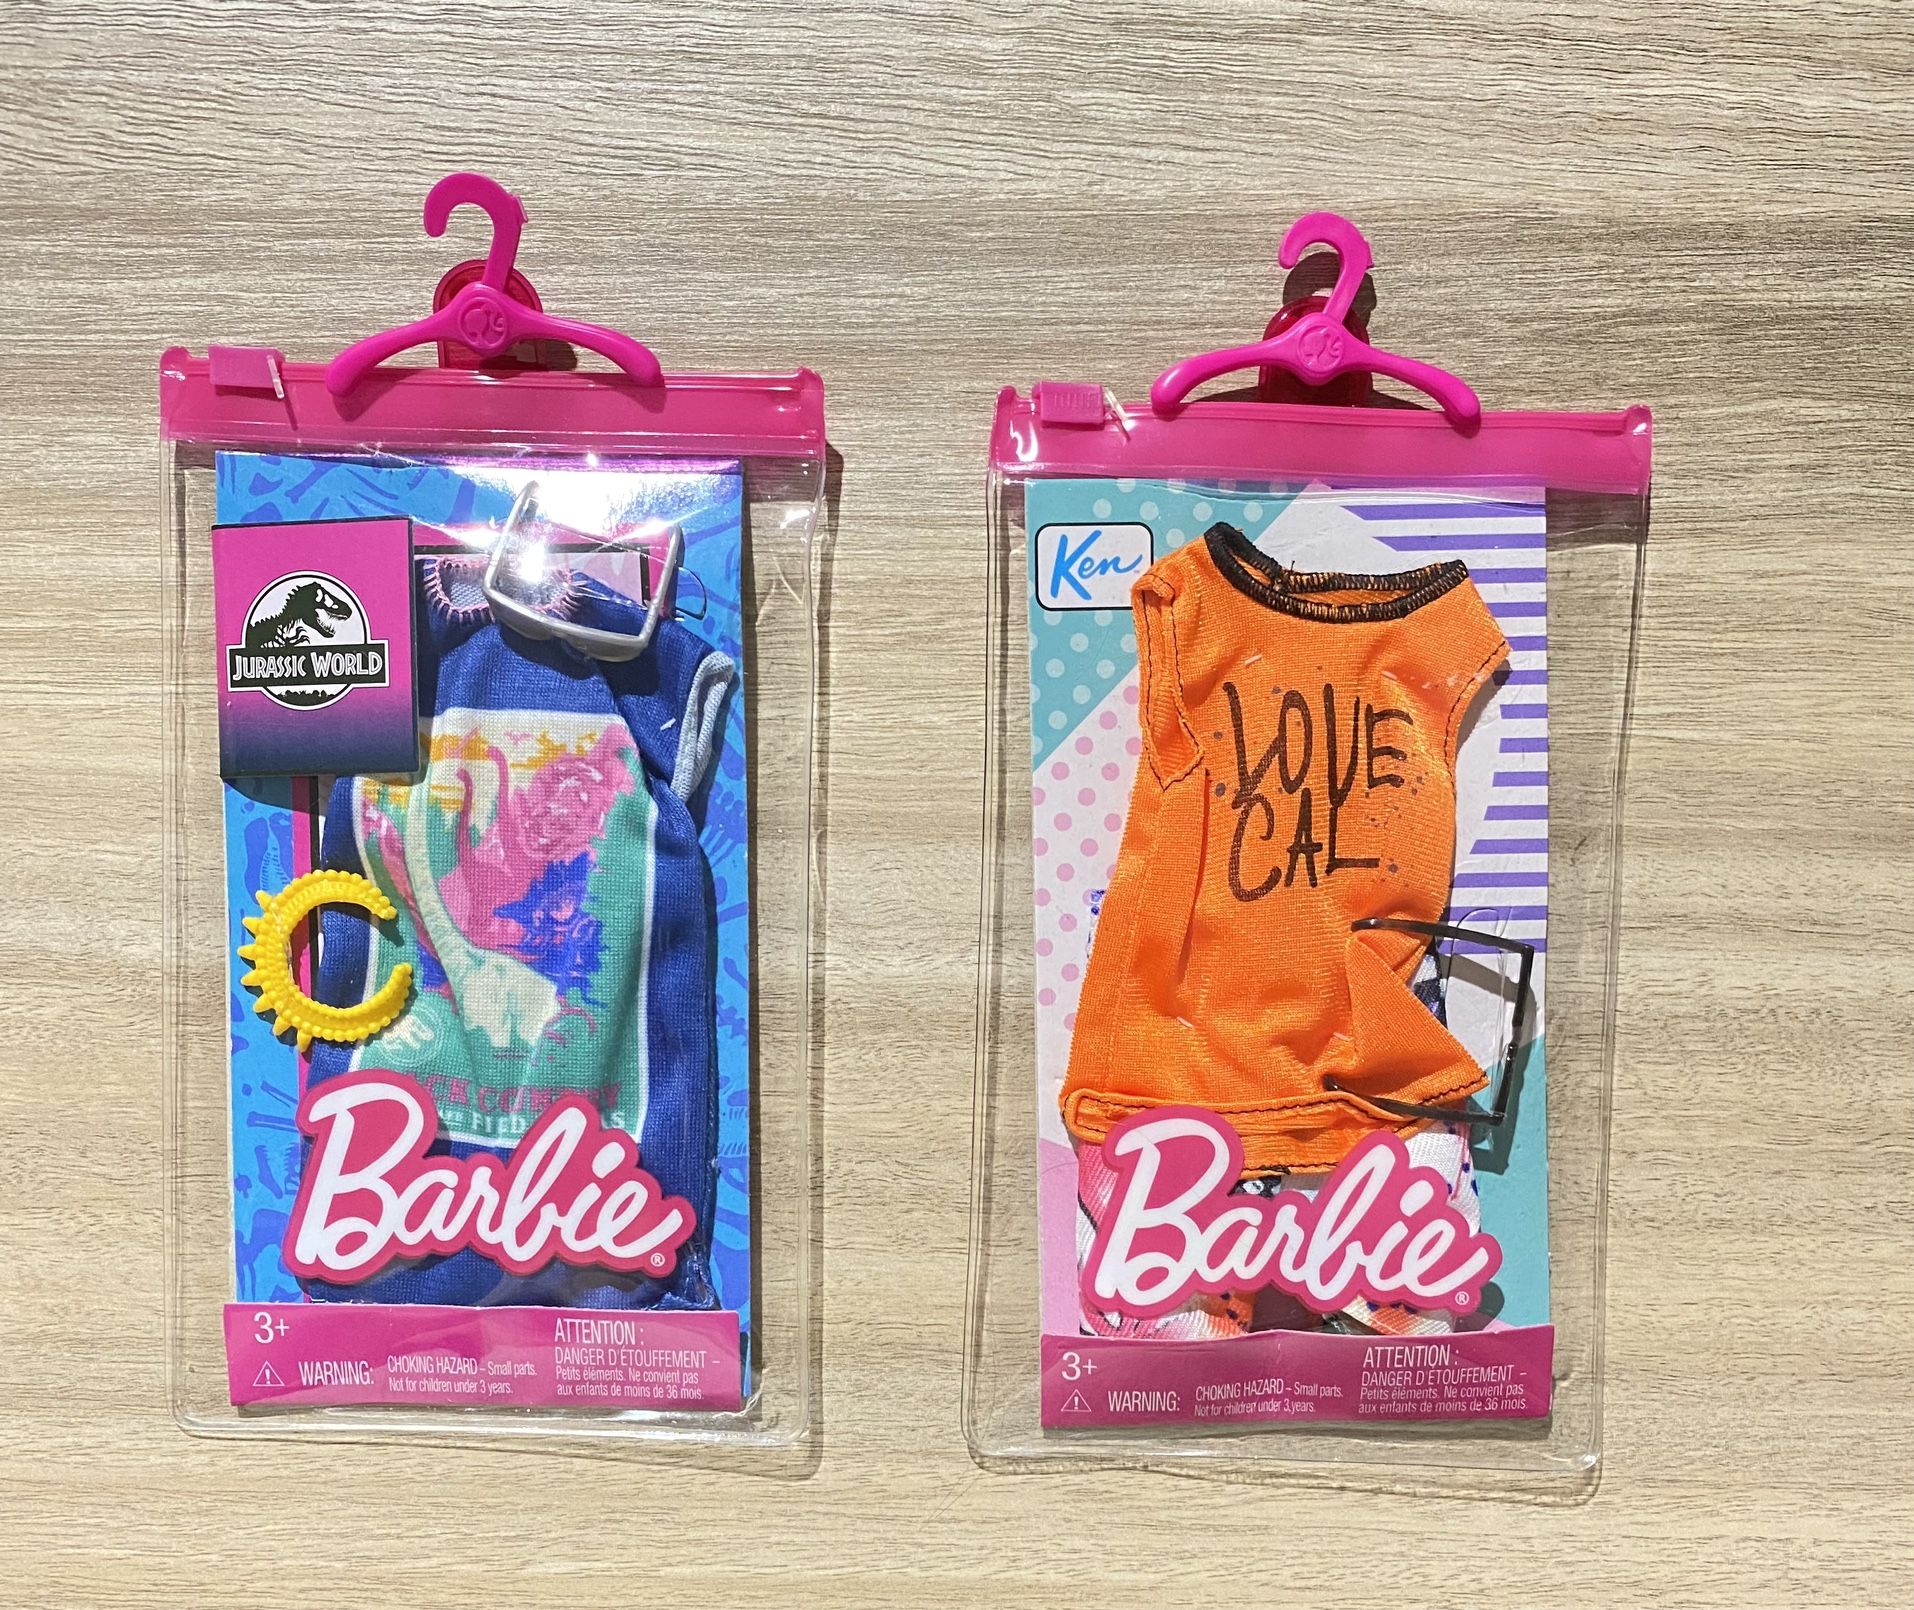 JURASSIC WORLD
Barbie®
3+
WARNING:
CHOKING HAZARD – Small parts.
Not for children under 3 years.
ATTENTION :
DANGER D'ÉTOUFFEMENT –
Petits éléments. Ne convient pas
aux enfants de moins de 36 mois.
Ken
LOVE
CAL
Barbie®
3+
WARNING:
CHOKING HAZARD – Small parts.
Not for children under 3 years.
ATTENTION :
DANGER D'ÉTOUFFEMENT –
Petits éléments. Ne convient pas
aux enfants de moins de 36 mois.